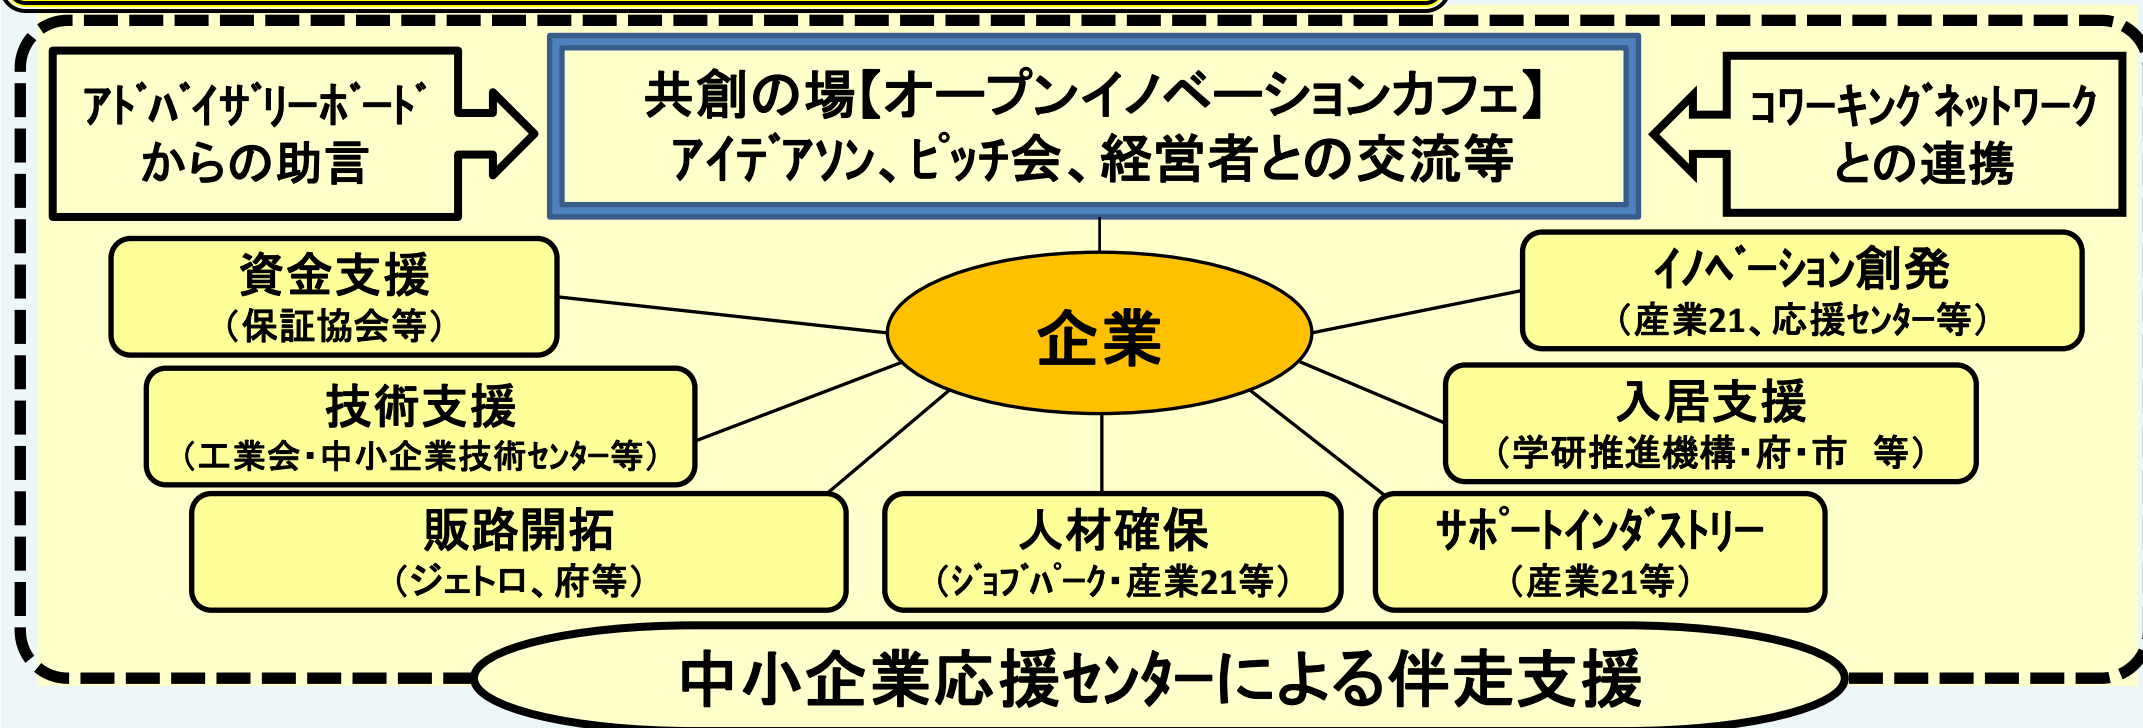 ｱﾄﾞﾊﾞｲｻﾞﾘｰﾎﾞｰﾄﾞ
からの助言
共創の場【オープンイノベーションカフェ】
アイデアソン、ピッチ会、経営者との交流等
ｺﾜｰｷﾝｸﾞﾈｯﾄﾜｰｸ
との連携
企業
資金支援
（保証協会等）
技術支援
（工業会・中小企業技術ｾﾝﾀｰ等）
販路開拓
（ジェトロ、府等）
人材確保
（ｼﾞｮﾌﾞﾊﾟｰｸ・産業21等）
サポートインダストリー
（産業21等）
入居支援
（学研推進機構・府・市　等）
ｲﾉﾍﾞｰｼｮﾝ創発
（産業21、応援ｾﾝﾀｰ等）
中小企業応援ｾﾝﾀｰによる伴走支援